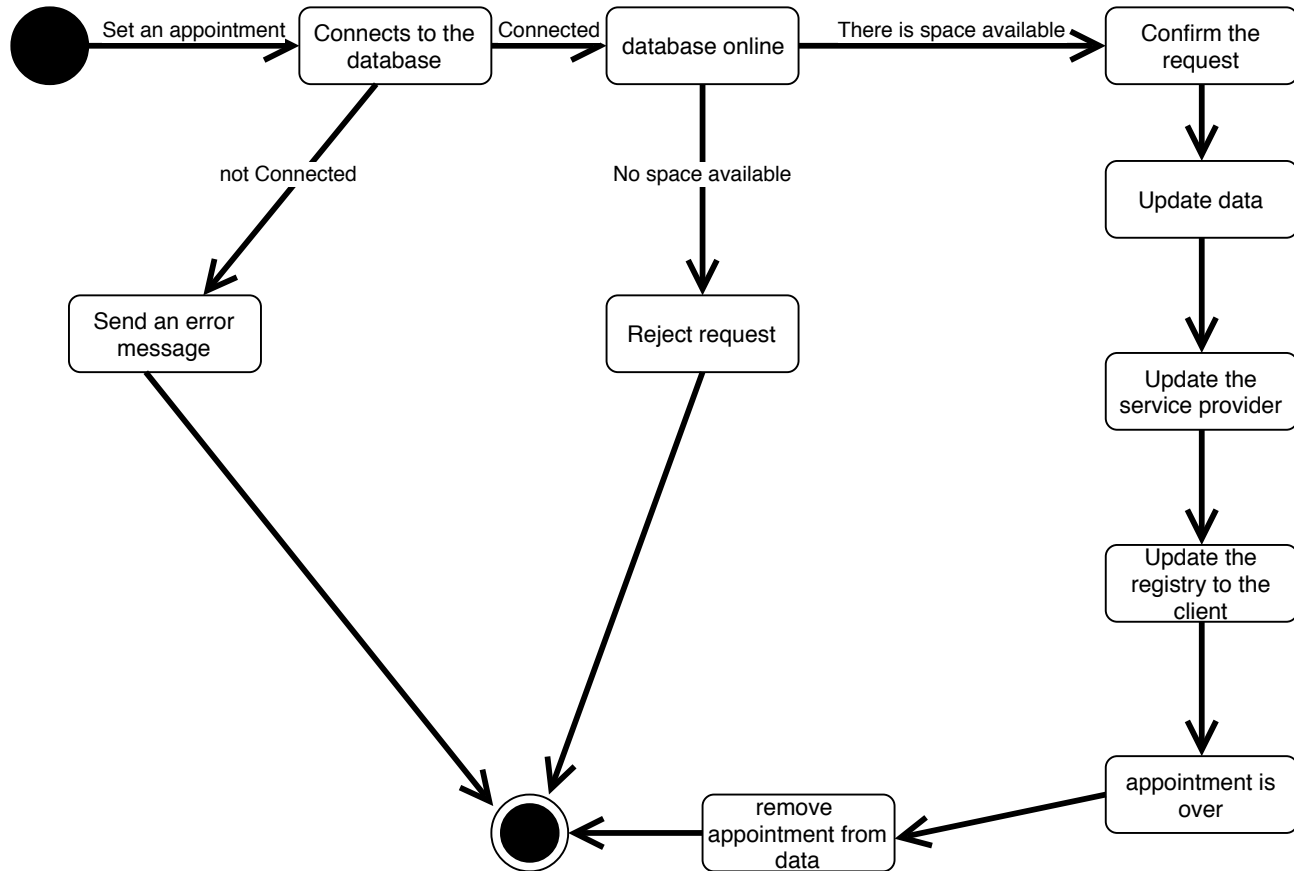 Set an appointment
Connects to the
database
Connected
database online
There is space available
Confirm the
request
not Connected
No space available
Update data
Send an error
message
Reject request
Update the
service provider
Update the
registry to the
client
appointment is
over
remove
appointment from
data